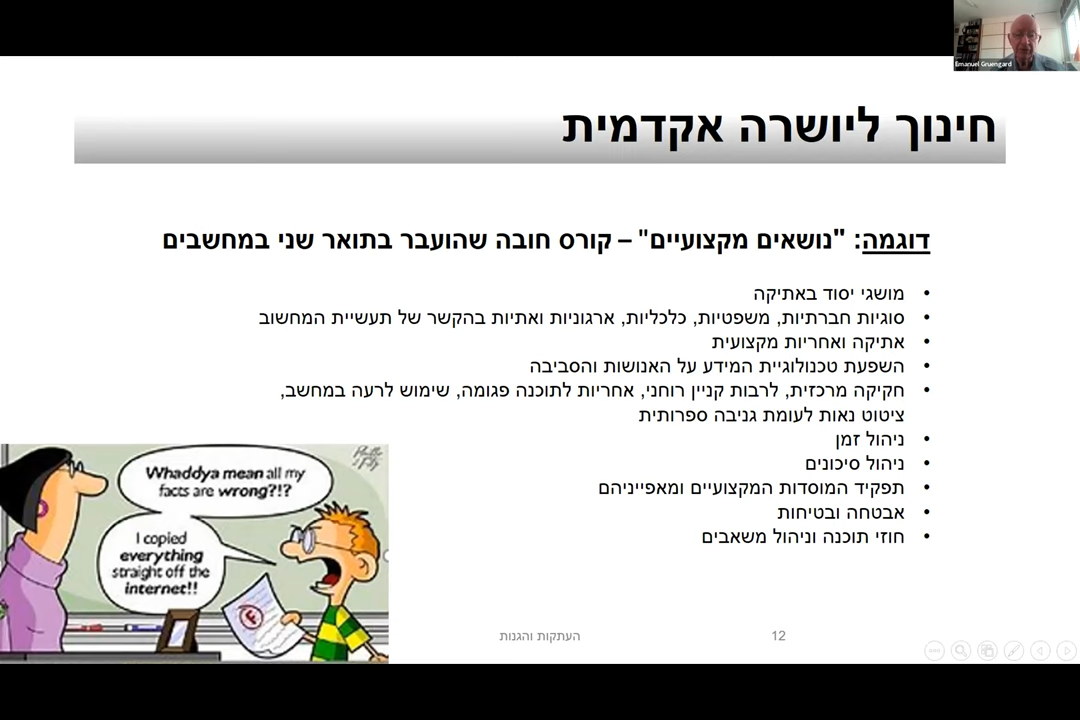 Emanuel Gruengard
חינוך ליושרה אקדמית
דוגמה: "נושאים מקצועיים" – קורס חובה שהועבר בתואר שני במחשבים
• מושגי יסוד באתיקה
• סוגיות חברתיות, משפטיות, כלכליות, ארגוניות ואתיות בהקשר של תעשיית המחשוב
• אתיקה ואחריות מקצועית
• השפעת טכנולוגיית המידע על האנושות והסביבה
• חקיקה מרכזית, לרבות קניין רוחני, אחריות לתוכנה פגומה, שימוש לרעה במחשב,
ציטוט נאות לעומת גניבה ספרותית
• ניהול זמן
• ניהול סיכונים
• תפקיד המוסדות המקצועיים ומאפייניהם
• אבטחה ובטיחות
• חוזי תוכנה וניהול משאבים
Whaddya mean all my
facts are wrong?!?
I copied
everything
straight off the
internet!!
F
העתקות והגנות
12